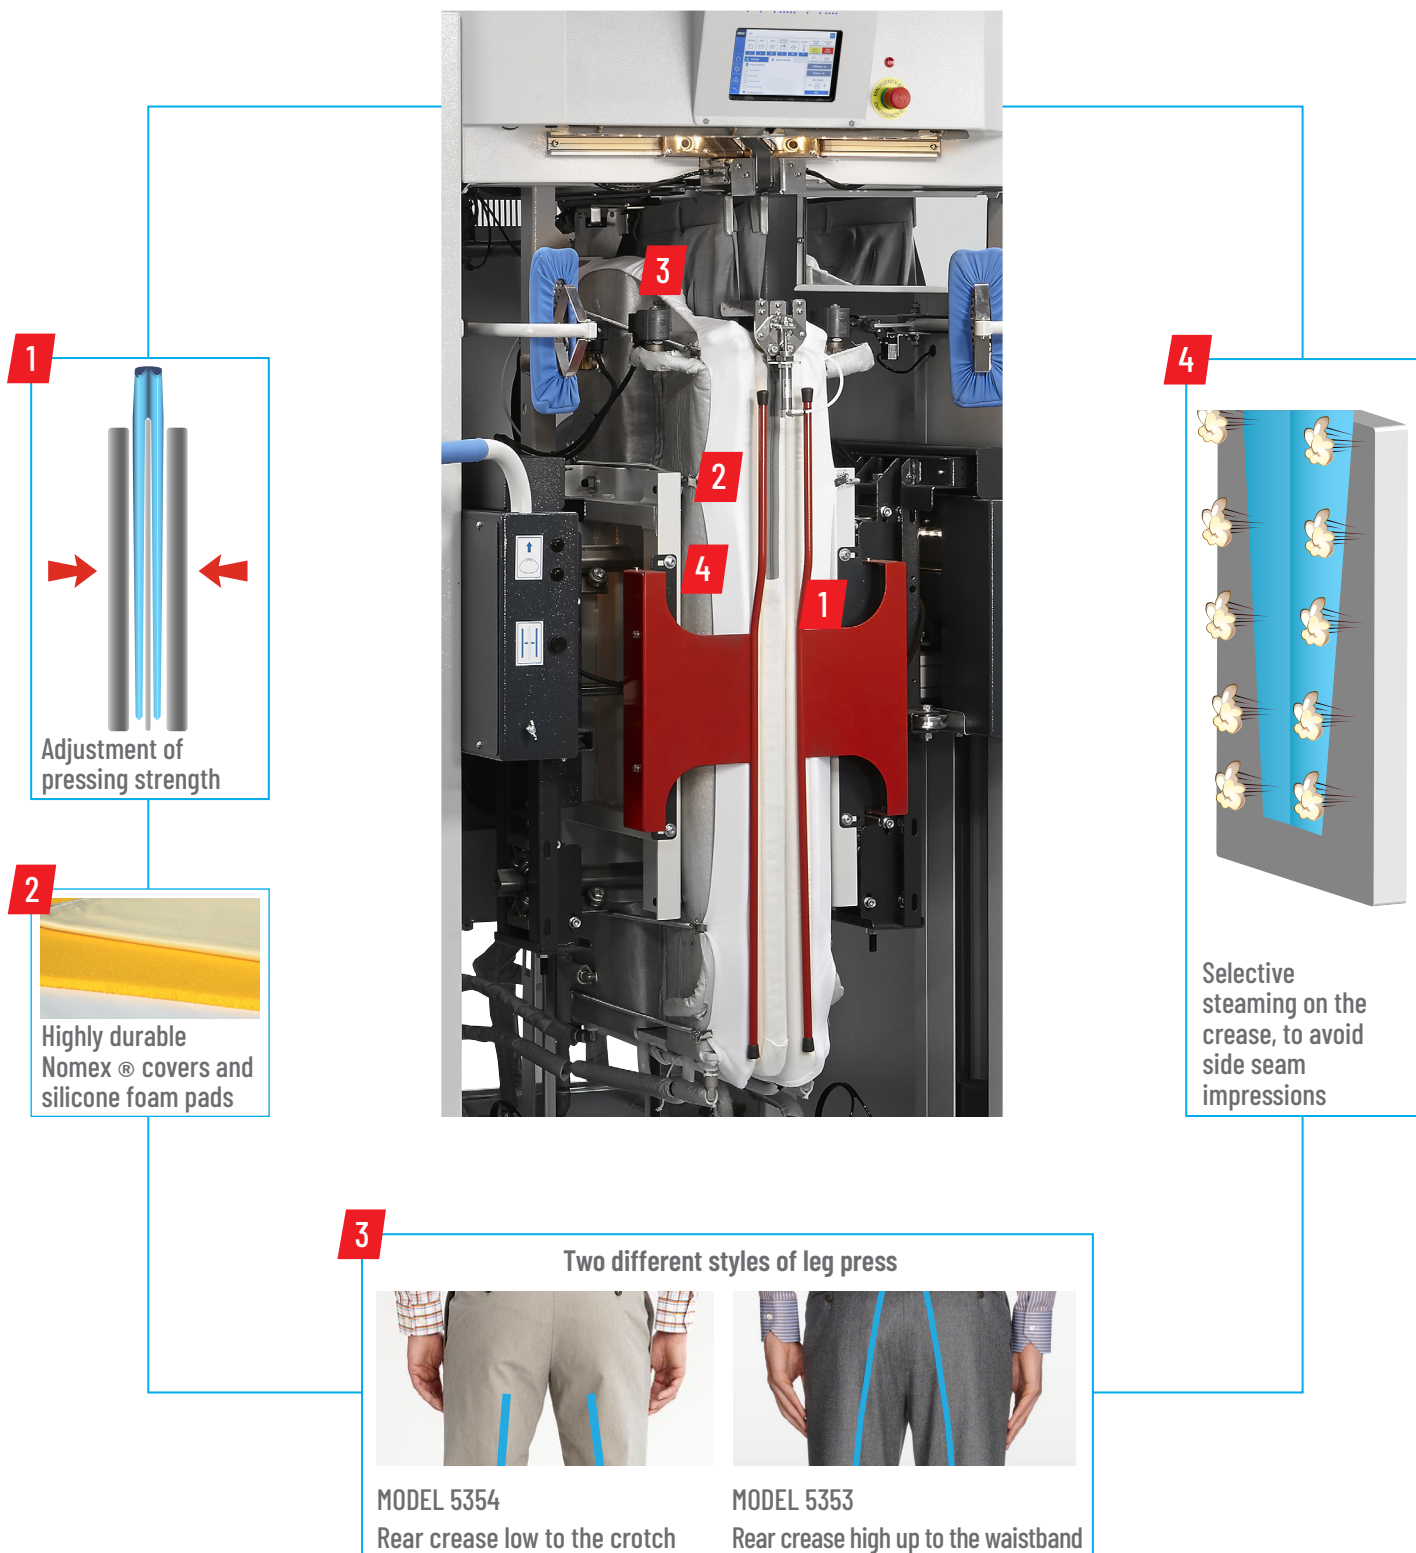 3
2
4
1
1
Adjustment of
pressing strength
2
Highly durable
Nomex ® covers and
silicone foam pads
4
Selective
steaming on the
crease, to avoid
side seam
impressions
3
Two different styles of leg press
MODEL 5354
Rear crease low to the crotch
MODEL 5353
Rear crease high up to the waistband